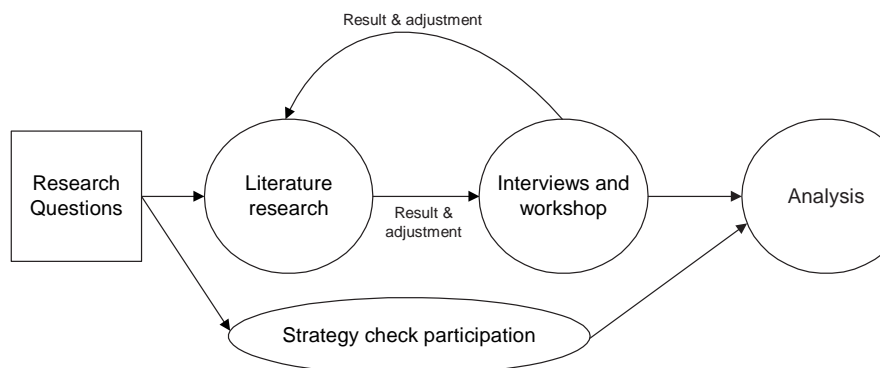 Result & adjustment
Research
Questions
Literature
research
Result &
adjustment
Interviews and
workshop
Analysis
Strategy check participation